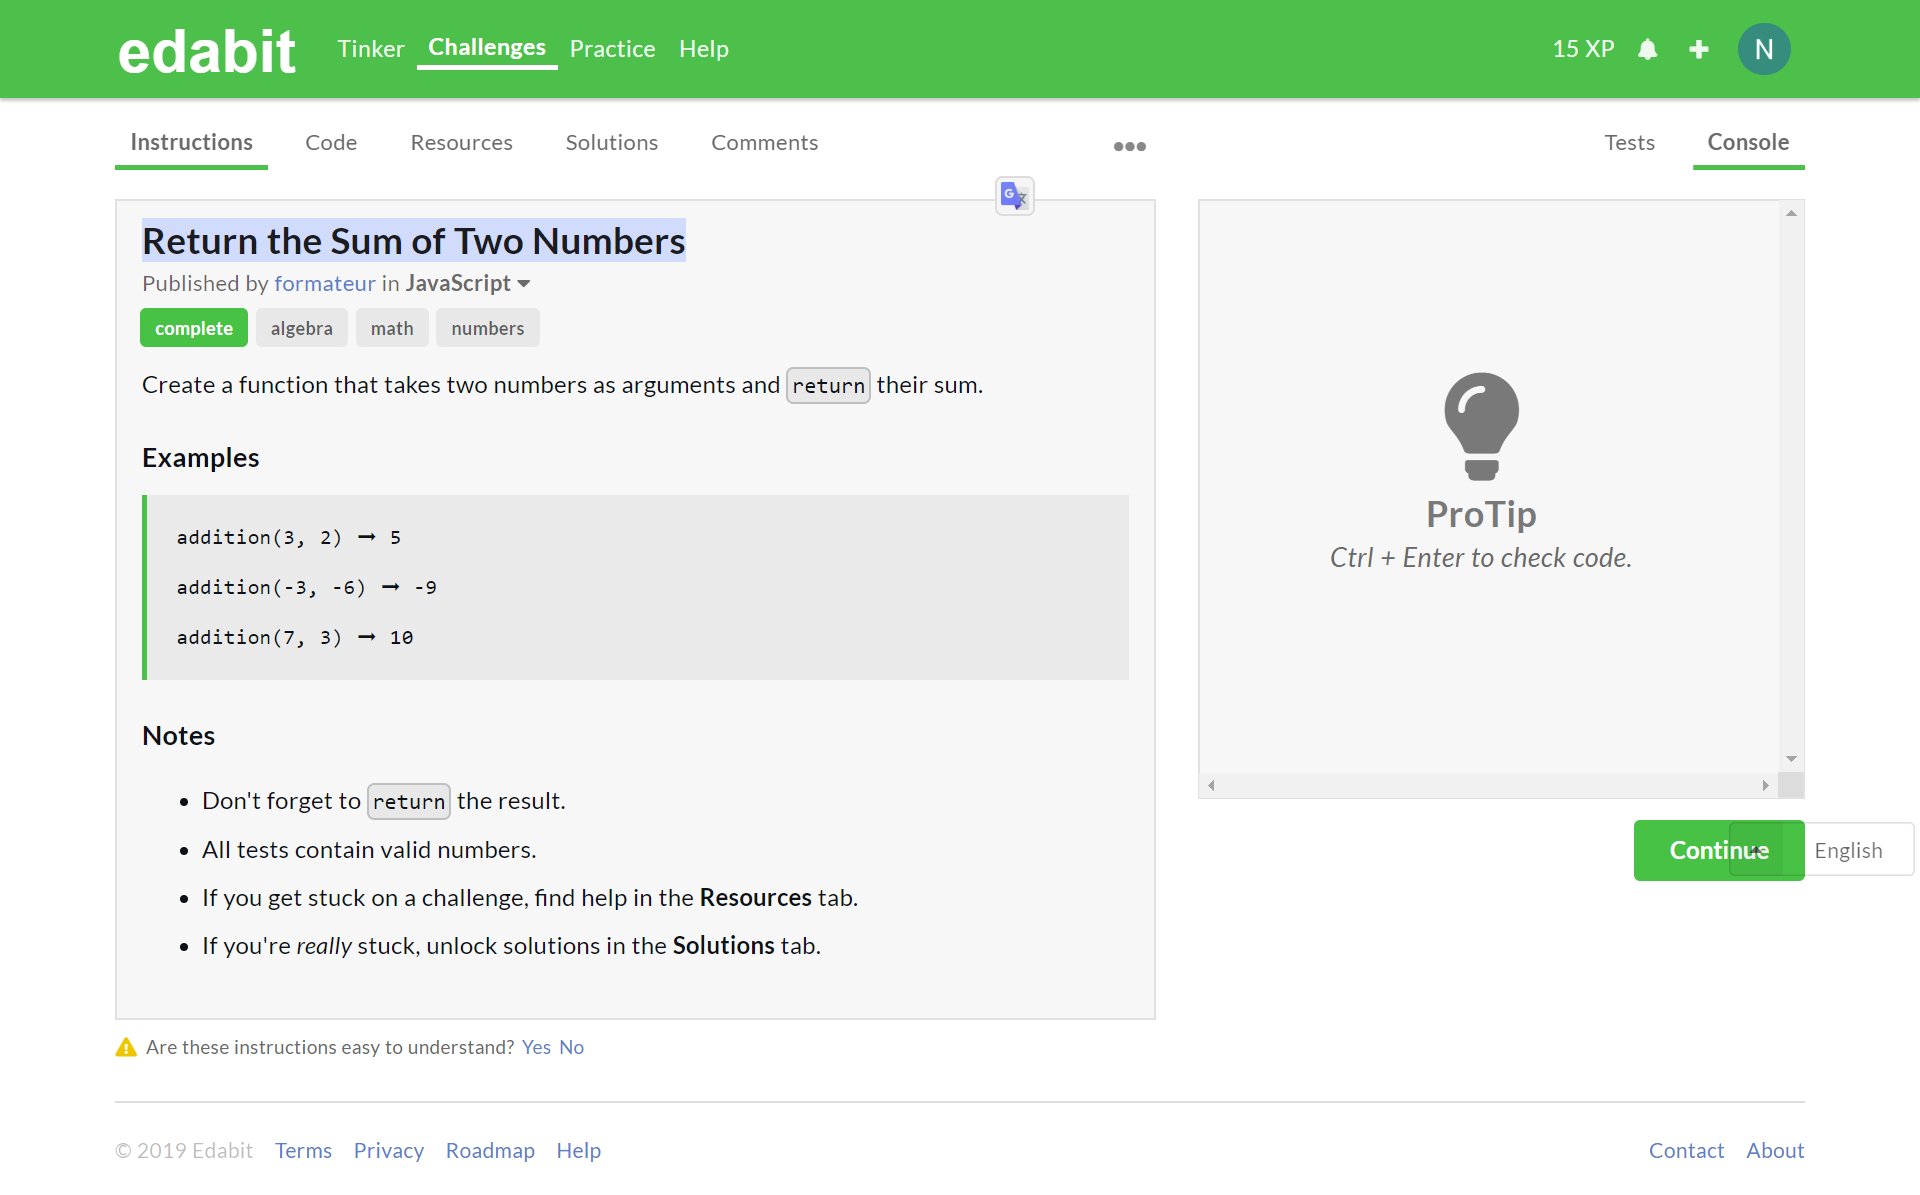 edabit Tinker Challenges Practice Help 15 XP N
Instructions Code Resources Solutions Comments Tests Console
Return the Sum of Two Numbers
Published by formateur in JavaScript
complete algebra math numbers
Create a function that takes two numbers as arguments and return their sum.
Examples
addition(3, 2) ➞ 5
addition(-3, -6) ➞ -9
addition(7, 3) ➞ 10
Notes
Don't forget to return the result.
All tests contain valid numbers.
If you get stuck on a challenge, find help in the Resources tab.
If you're really stuck, unlock solutions in the Solutions tab.
ProTip
Ctrl + Enter to check code.
Continue English
Are these instructions easy to understand? Yes No
© 2019 Edabit Terms Privacy Roadmap Help Contact About